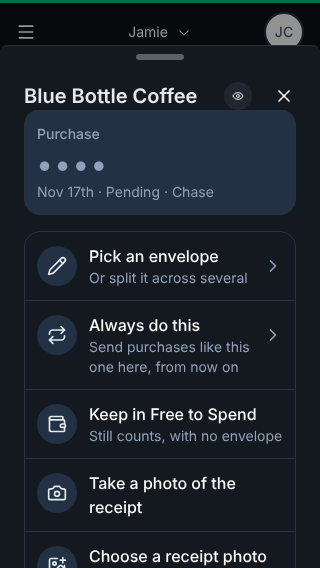 Jamie
JC
Blue Bottle Coffee
Purchase
Nov 17th · Pending · Chase
Pick an envelope
Or split it across several
Always do this
Send purchases like this
one here, from now on
Keep in Free to Spend
Still counts, with no envelope
Take a photo of the
receipt
Choose a receipt photo